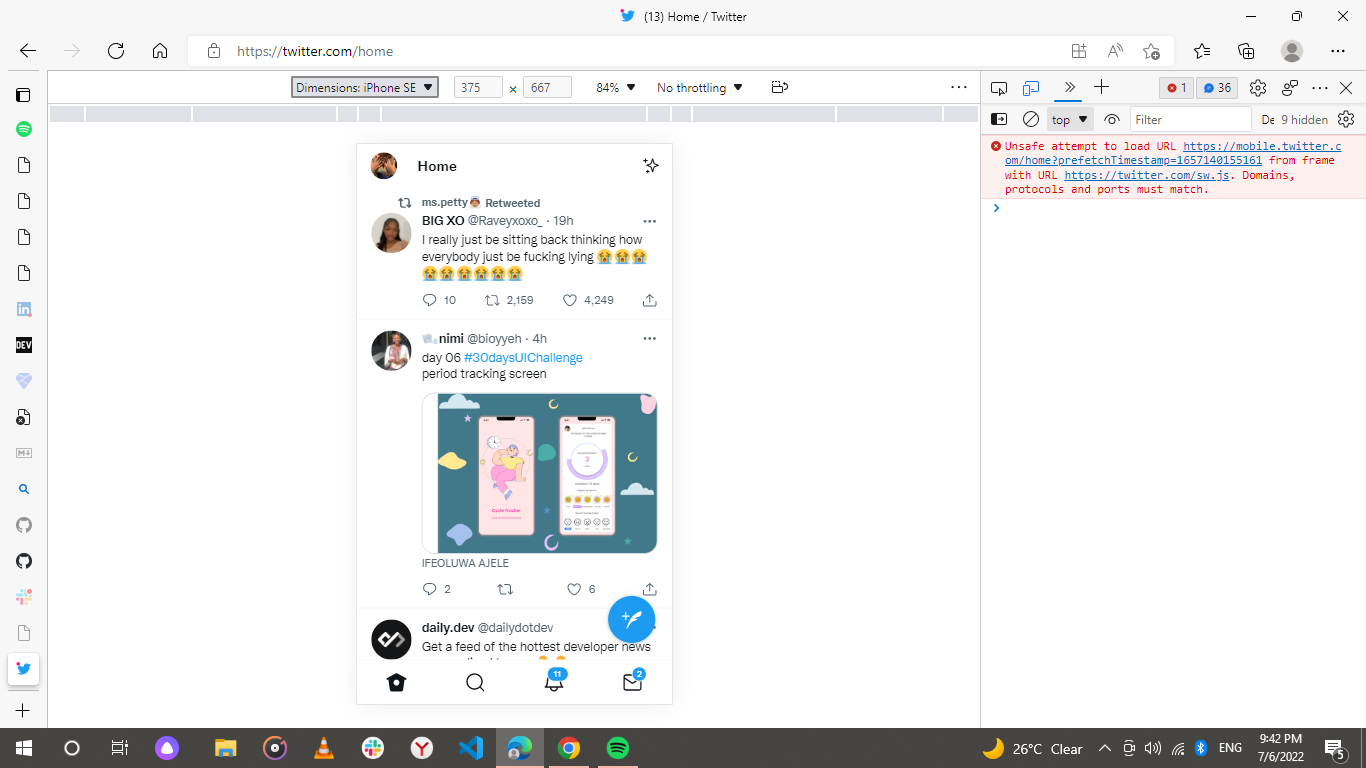 (13) Home / Twitter
https://twitter.com/home
Dimensions: iPhone SE
375
×
667
84%
No throttling
1
36
top
Filter
De
9 hidden
Unsafe attempt to load URL https://mobile.twitter.c
om/home?prefetchTimestamp=1657140155161 from frame
with URL https://twitter.com/sw.js. Domains,
protocols and ports must match.
Home
ms.petty Retweeted
BIG XO @Raveyxoxo_ · 19h
I really just be sitting back thinking how
everybody just be fucking lying 😭😭😭
😭😭😭😭😭😭
10
2,159
4,249
nimi @bioyyeh · 4h
day 06 #30daysUIChallenge
period tracking screen
Cycle Tracker
3
IFEOLUWA AJELE
2
6
daily.dev @dailydotdev
Get a feed of the hottest developer news
11
2
DEV
M
26°C Clear
ENG
9:42 PM
7/6/2022
5